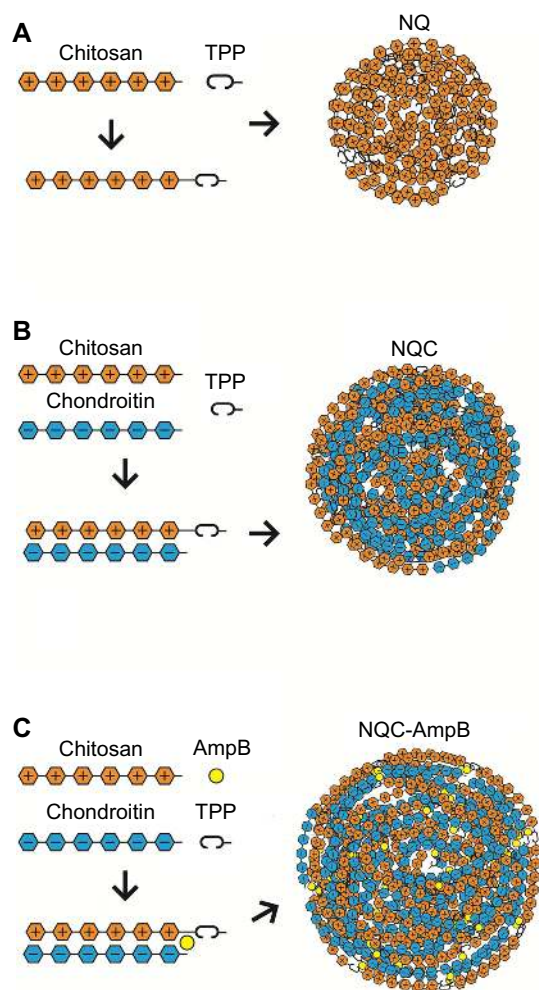 A
Chitosan TPP
NQ
B
Chitosan
TPP
Chondroitin
NQC
C
Chitosan AmpB
Chondroitin TPP
NQC-AmpB